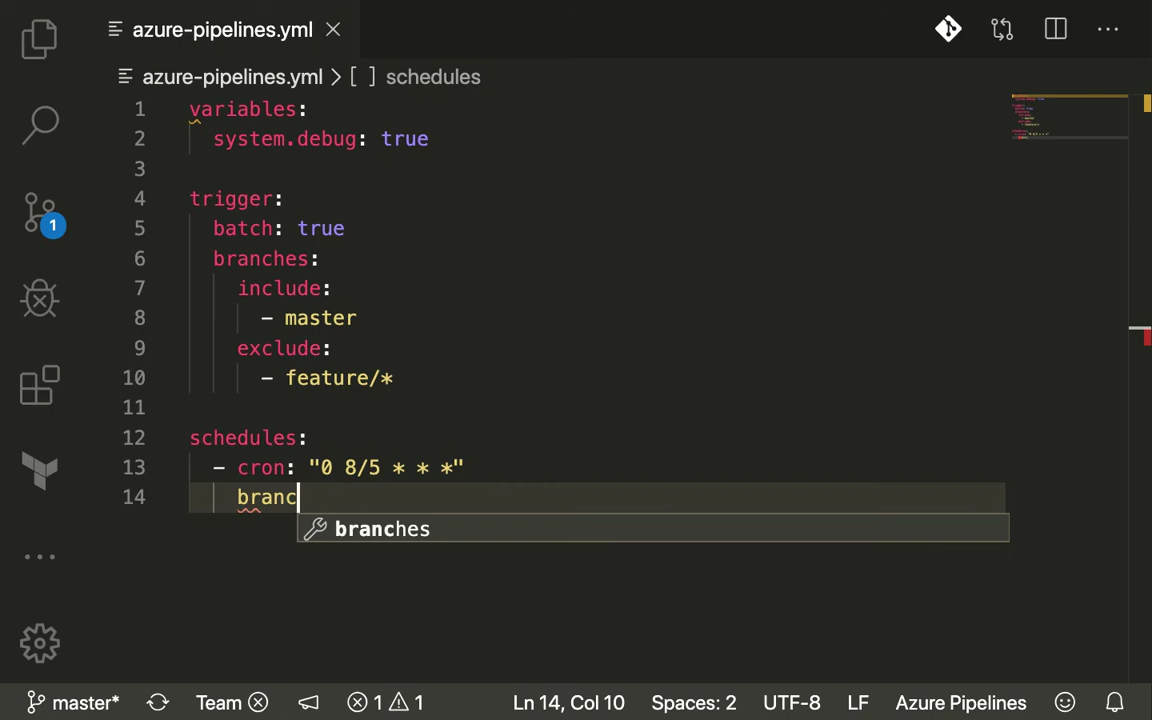 azure-pipelines.yml
azure-pipelines.yml > [ ] schedules
1 variables:
2 system.debug: true
3
4 trigger:
5 batch: true
6 branches:
7 include:
8 - master
9 exclude:
10 - feature/*
11
12 schedules:
13 - cron: "0 8/5 * * *"
14 branc
branches
1
master* Team 1 1 Ln 14, Col 10 Spaces: 2 UTF-8 LF Azure Pipelines